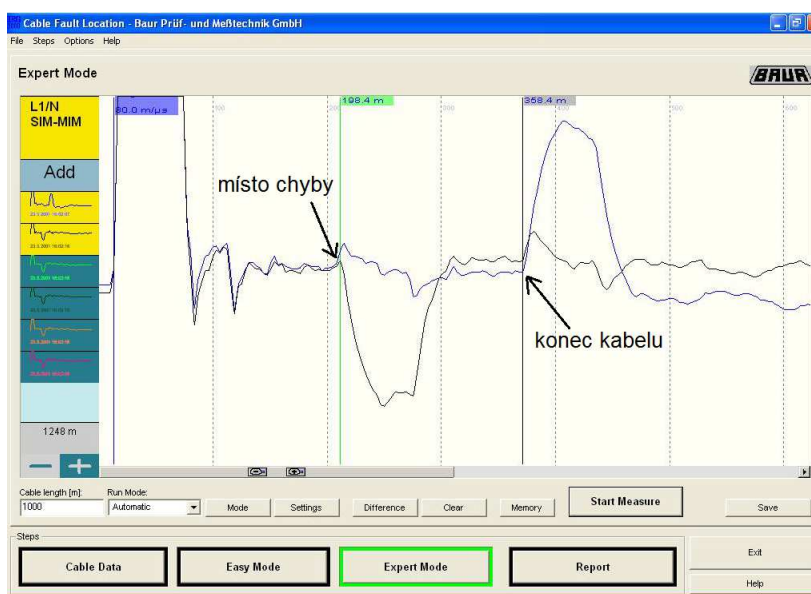 Cable Fault Location - Baur Prüf- und Meßtechnik GmbH
File Steps Options Help
Expert Mode
BAUR
L1/N
SIM-MIM
80.0 m/µs
100
198.4 m
358.4 m
místo chyby
Add
konec kabelu
1248 m
Cable length [m]:
Run Mode:
1000
Automatic
Mode
Settings
Difference
Clear
Memory
Start Measure
Save
Steps
Cable Data
Easy Mode
Expert Mode
Report
Exit
Help